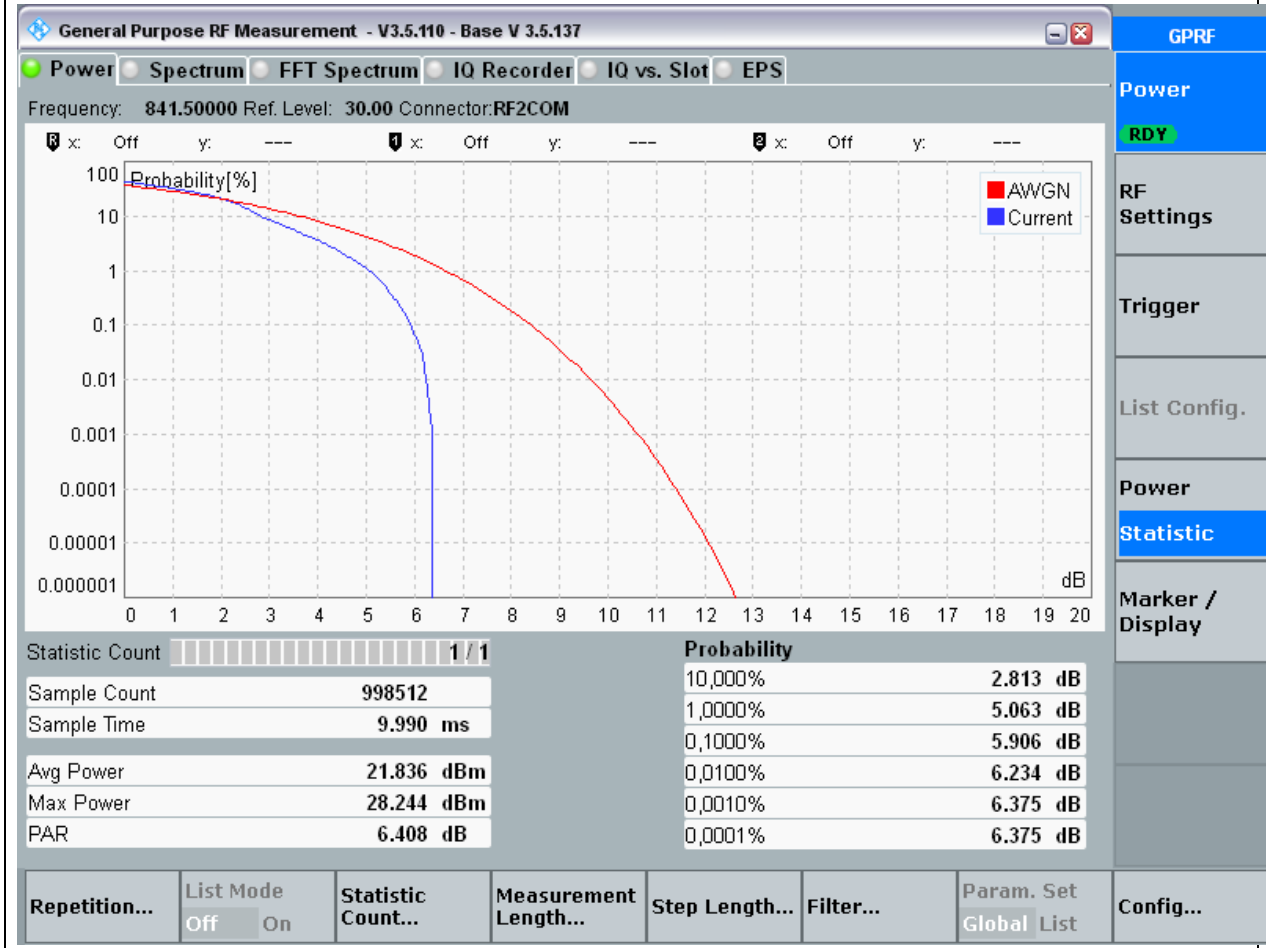 General Purpose RF Measurement - V3.5.110 - Base V 3.5.137
GPRF
Power Spectrum FFT Spectrum IQ Recorder IQ vs. Slot EPS
Frequency: 841.50000 Ref. Level: 30.00 Connector:RF2COM
R x: Off y: --- 1 x: Off y: --- 2 x: Off y: ---
Probability[%]
100
10
1
0.1
0.01
0.001
0.0001
0.00001
0.000001
AWGN
Current
dB
0 1 2 3 4 5 6 7 8 9 10 11 12 13 14 15 16 17 18 19 20
Statistic Count 1 / 1
Sample Count 998512
Sample Time 9.990 ms
Avg Power 21.836 dBm
Max Power 28.244 dBm
PAR 6.408 dB
Probability
10,000% 2.813 dB
1,0000% 5.063 dB
0,1000% 5.906 dB
0,0100% 6.234 dB
0,0010% 6.375 dB
0,0001% 6.375 dB
Power
RDY
RF
Settings
Trigger
List Config.
Power
Statistic
Marker /
Display
Repetition...
List Mode
Off On
Statistic
Count...
Measurement
Length...
Step Length...
Filter...
Param. Set
Global List
Config...